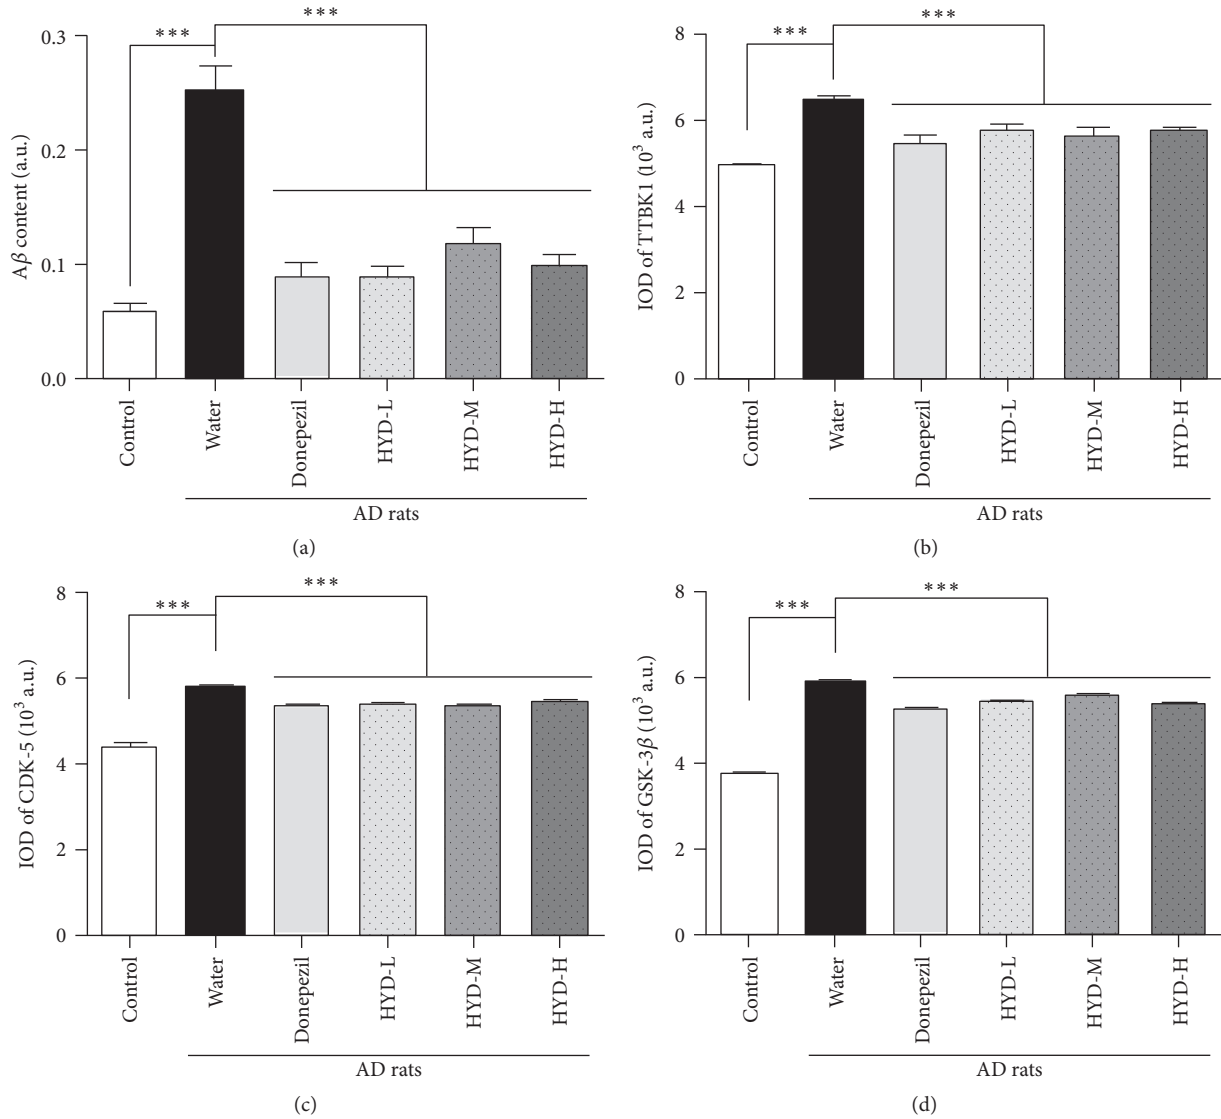 Aβ content (a.u.)
0.3
0.2
0.1
0.0
***
***
Control
Water
Donepezil
HYD-L
HYD-M
HYD-H
AD rats
(a)
IOD of TTBK1 (10³ a.u.)
8
6
4
2
0
***
***
Control
Water
Donepezil
HYD-L
HYD-M
HYD-H
AD rats
(b)
IOD of CDK-5 (10³ a.u.)
8
6
4
2
0
***
***
Control
Water
Donepezil
HYD-L
HYD-M
HYD-H
AD rats
(c)
IOD of GSK-3β (10³ a.u.)
8
6
4
2
0
***
***
Control
Water
Donepezil
HYD-L
HYD-M
HYD-H
AD rats
(d)